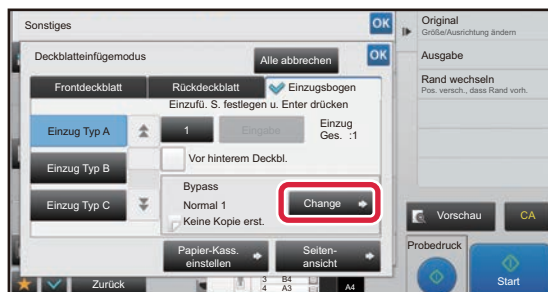 Sonstiges
OK
Deckblatteinfügemodus
Alle abbrechen
OK
Frontdeckblatt
Rückdeckblatt
Einzugsbogen
Einzufü. S. festlegen u. Enter drücken
Einzug Typ A
1
Eingabe
Einzug
Ges. :1
Einzug Typ B
Vor hinterem Deckbl.
Einzug Typ C
Bypass
Normal 1
Keine Kopie erst.
Change
Papier-Kass.
einstellen
Seiten-
ansicht
Zurück
3 B4
4 A3
A4
Original
Größe/Ausrichtung ändern
Ausgabe
Rand wechseln
Pos. versch., dass Rand vorh.
Vorschau
CA
Probedruck
Start